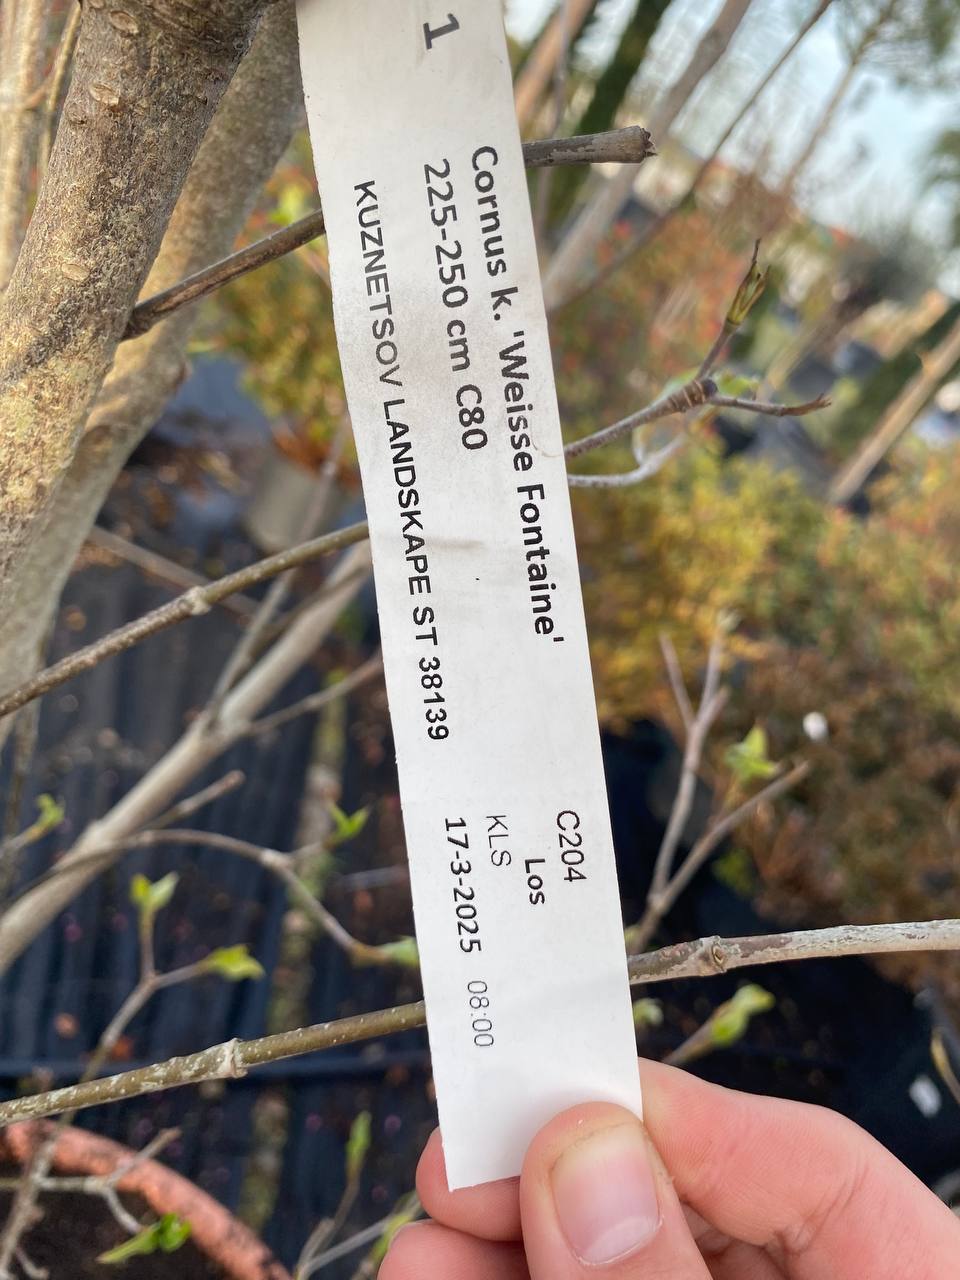 1
Cornus k. 'Weisse Fontaine'
225-250 cm C80
KUZNETSOV LANDSKAPE ST 38139
C204
Los
KLS
17-3-2025 08:00